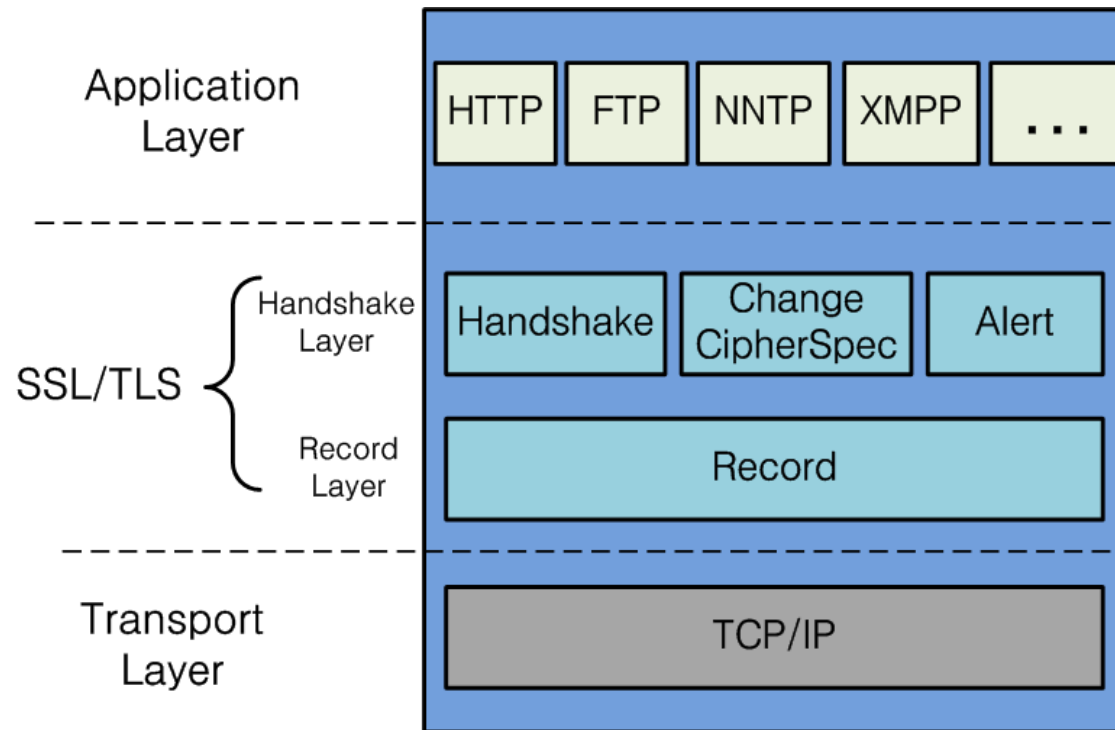 Application
Layer
HTTP
FTP
NNTP
XMPP
...
SSL/TLS
Handshake
Layer
Handshake
Change
CipherSpec
Alert
Record
Layer
Record
Transport
Layer
TCP/IP